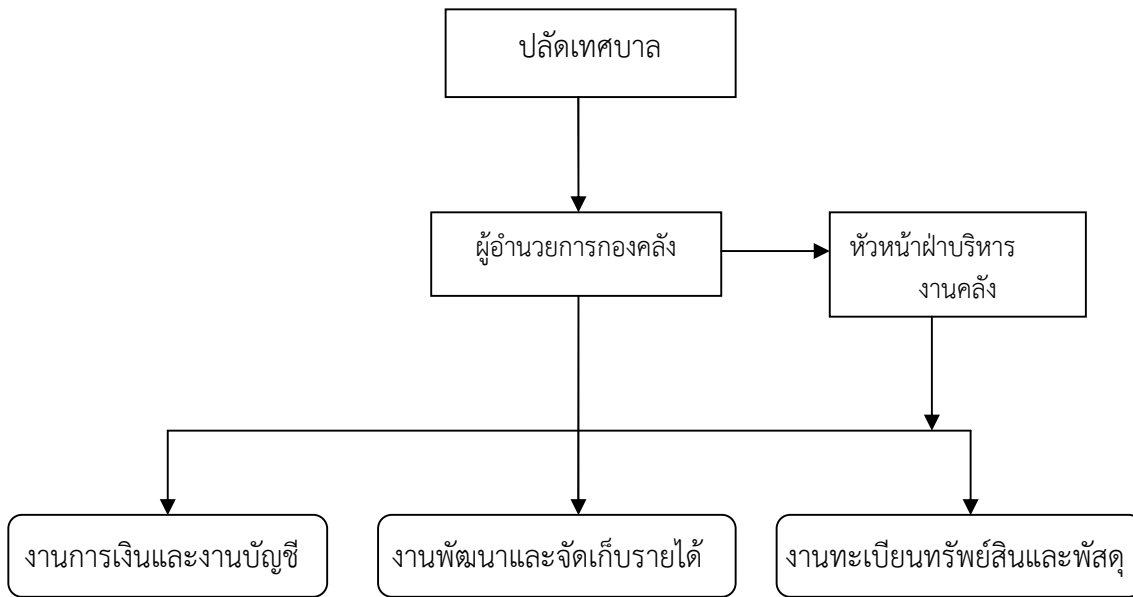 ปลัดเทศบาล
ผู้อำนวยการกองคลัง
หัวหน้าฝ่าบริหาร
งานคลัง
งานการเงินและงานบัญชี
งานพัฒนาและจัดเก็บรายได้
งานทะเบียนทรัพย์สินและพัสดุ